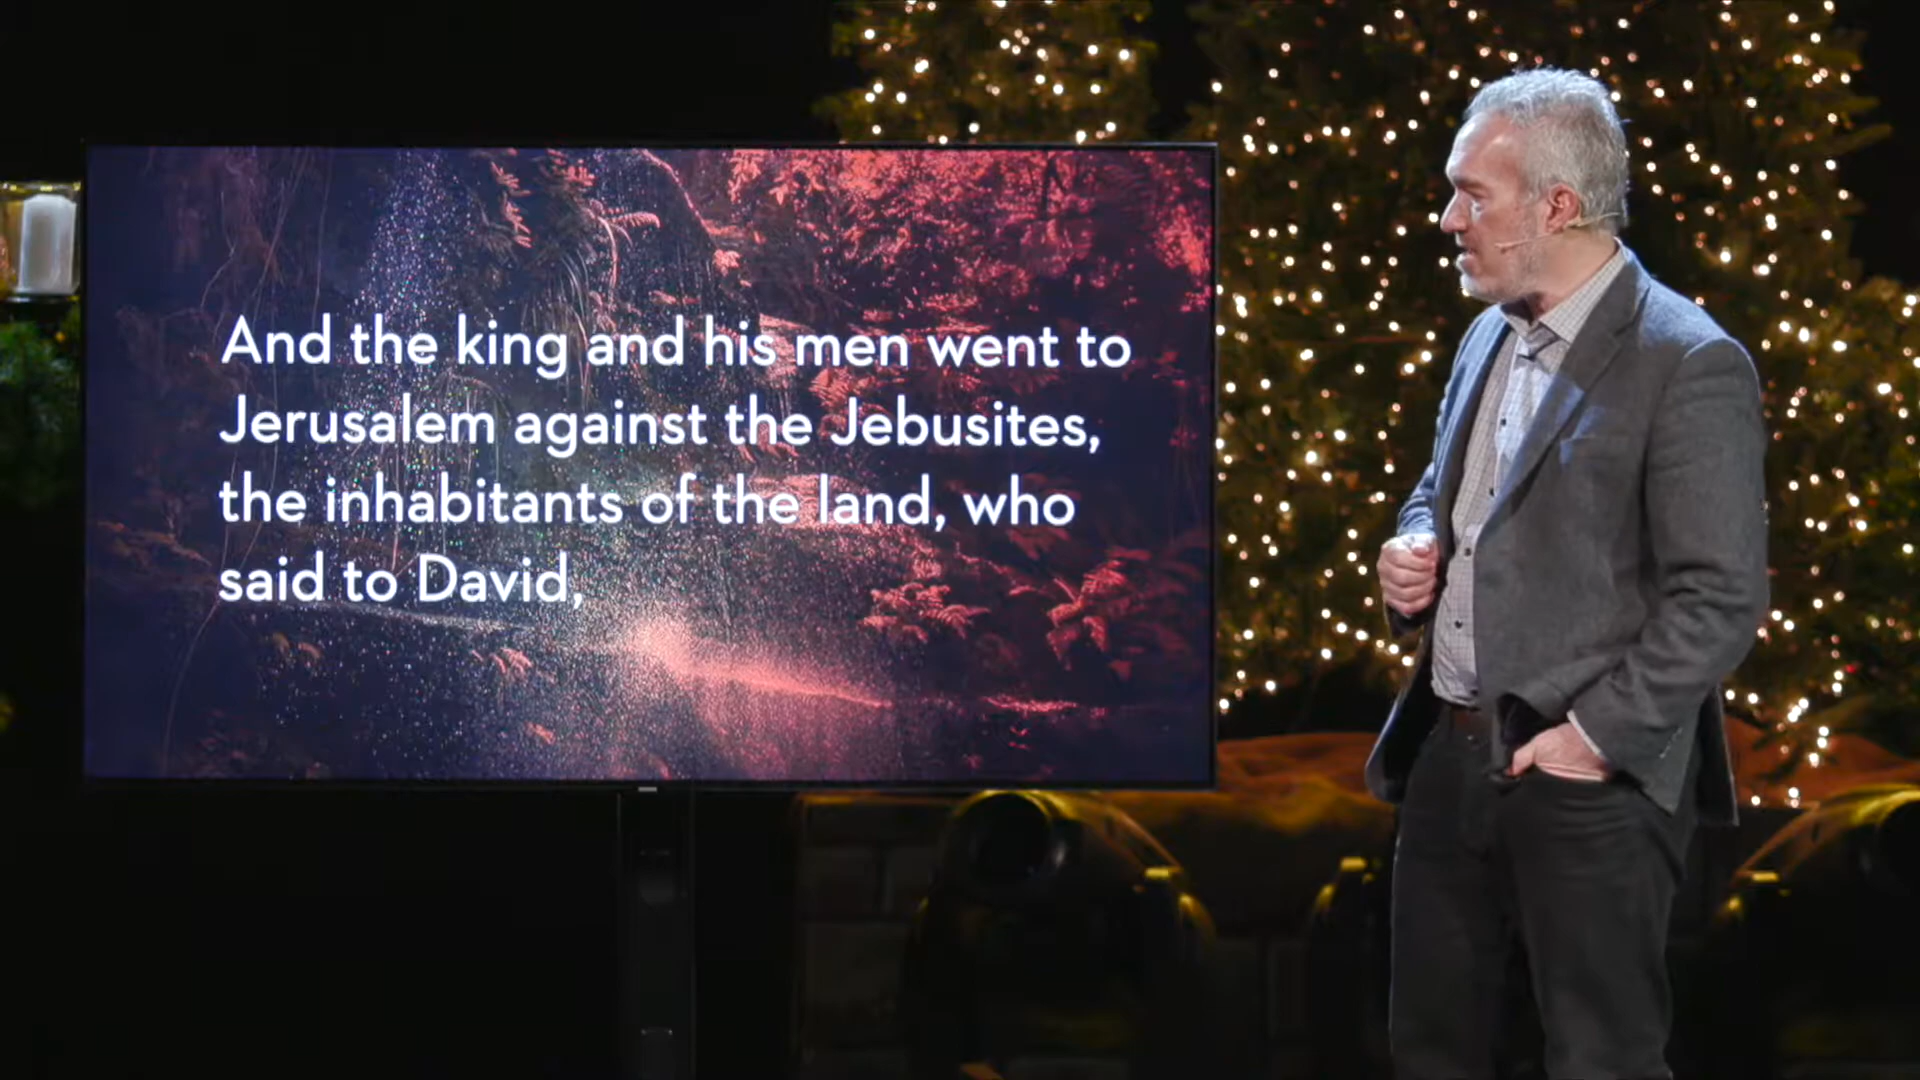 And the king and his men went to
Jerusalem against the Jebusites,
the inhabitants of the land, who
said to David,